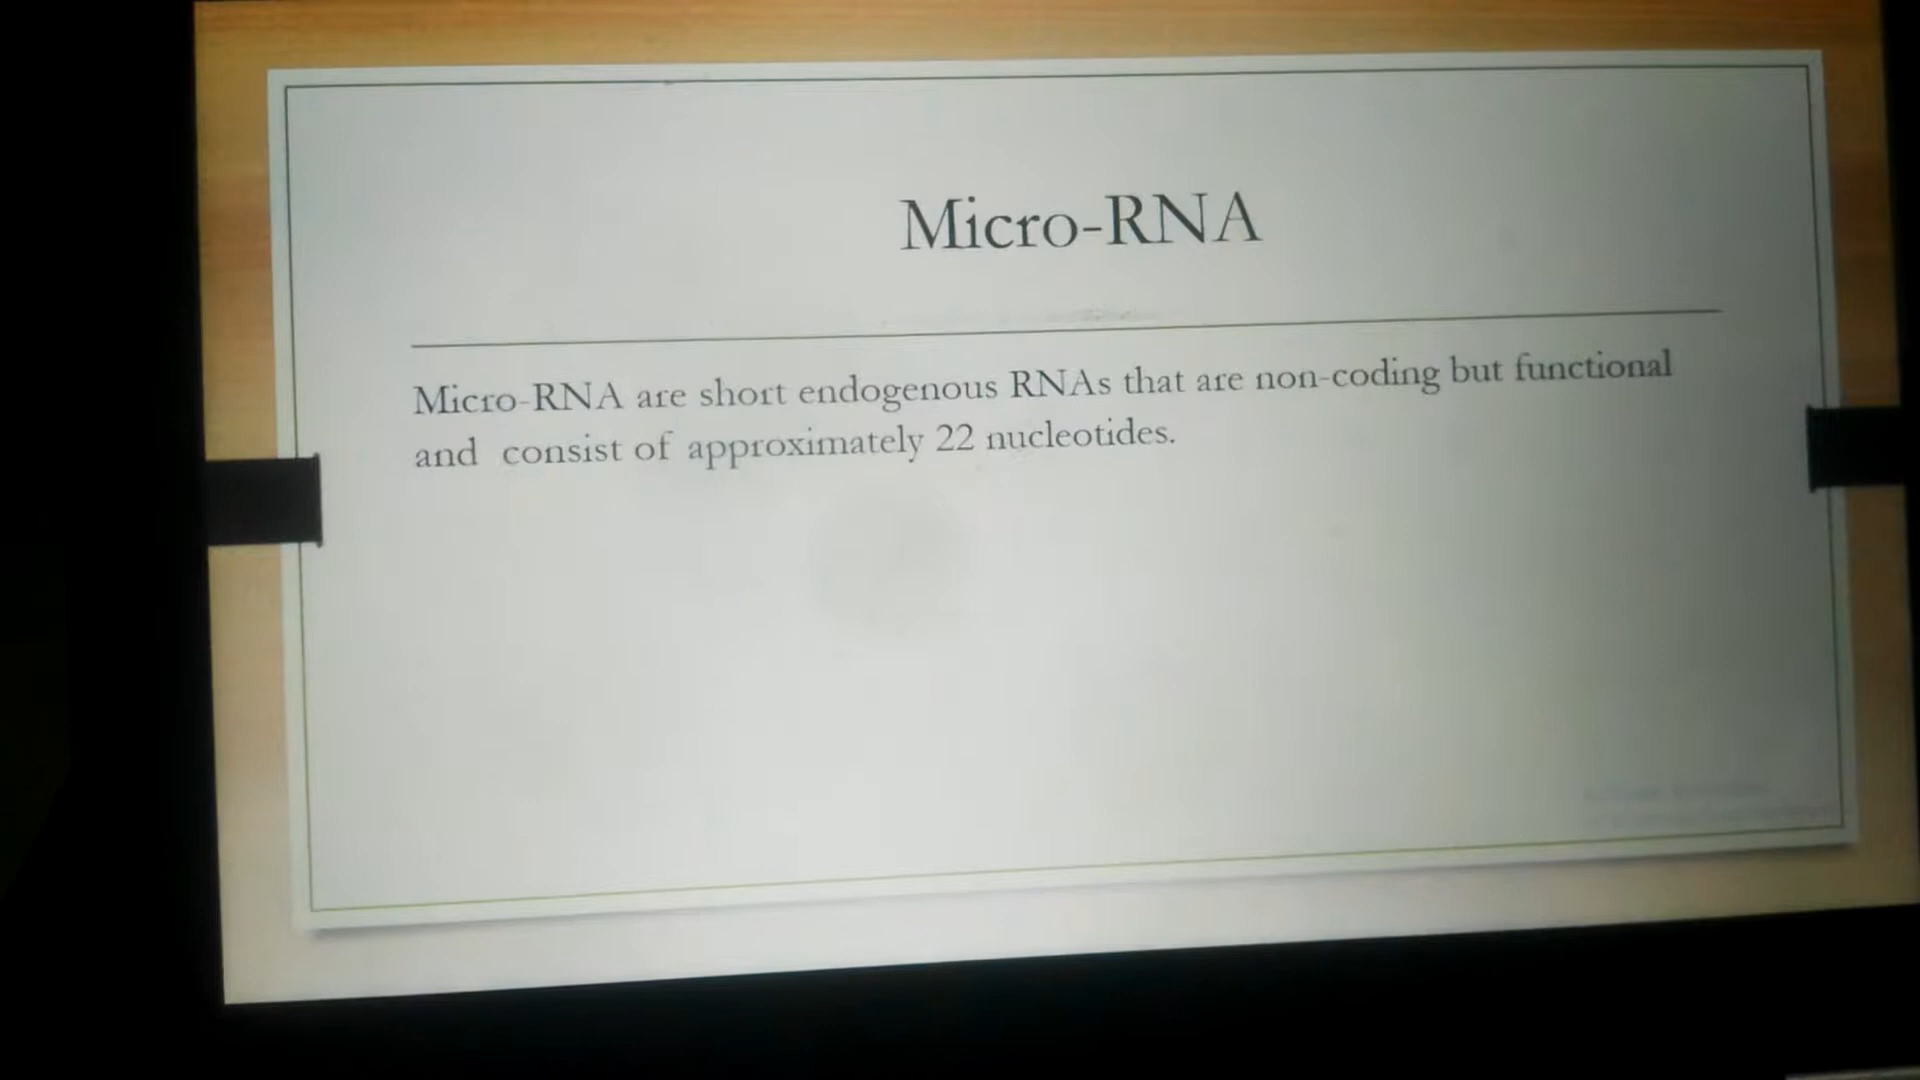 Micro-RNA
Micro-RNA are short endogenous RNAs that are non-coding but functional
and consist of approximately 22 nucleotides.